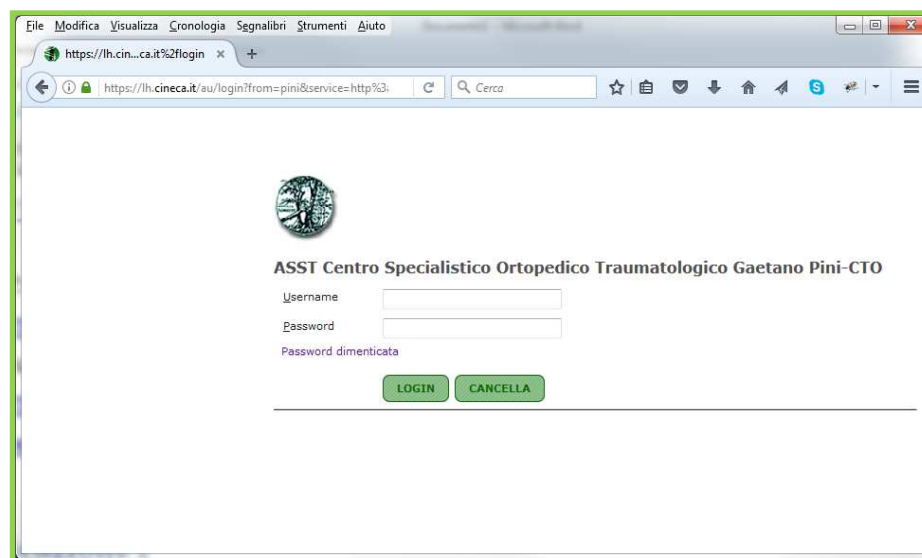 File Modifica Visualizza Cronologia Segnalibri Strumenti Aiuto
https://lh.cin...ca.it%2flogin × +
https://lh.cineca.it/au/login?from=pini&service=http%3 Cerca
ASST Centro Specialistico Ortopedico Traumatologico Gaetano Pini-CTO
Username
Password
Password dimenticata
LOGIN CANCELLA